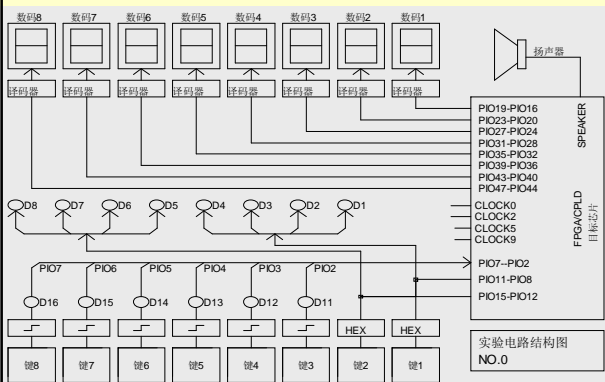 数码8 数码7 数码6 数码5 数码4 数码3 数码2 数码1
扬声器
译码器 译码器 译码器 译码器 译码器 译码器 译码器 译码器
SPEAKER
PIO19-PIO16
PIO23-PIO20
PIO27-PIO24
PIO31-PIO28
PIO35-PIO32
PIO39-PIO36
PIO43-PIO40
PIO47-PIO44
D8 D7 D6 D5 D4 D3 D2 D1
CLOCK0
CLOCK2
CLOCK5
CLOCK9
FPGA/CPLD
目标芯片
PIO7 PIO6 PIO5 PIO4 PIO3 PIO2
PIO7--PIO2
PIO11-PIO8
PIO15-PIO12
D16 D15 D14 D13 D12 D11
HEX HEX
键8 键7 键6 键5 键4 键3 键2 键1
实验电路结构图
NO.0